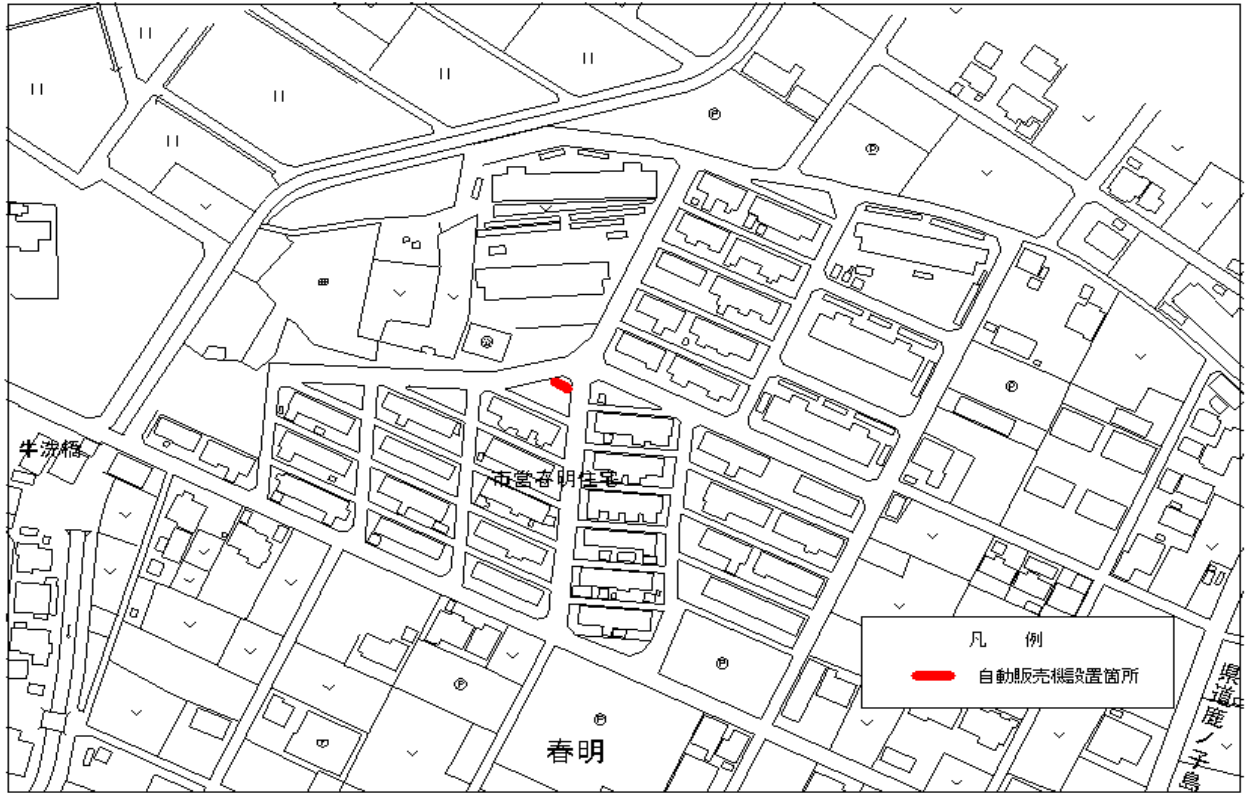 牛洗橋
市営春明住宅
凡 例
自動販売機設置箇所
県道鹿ノ子島
春明